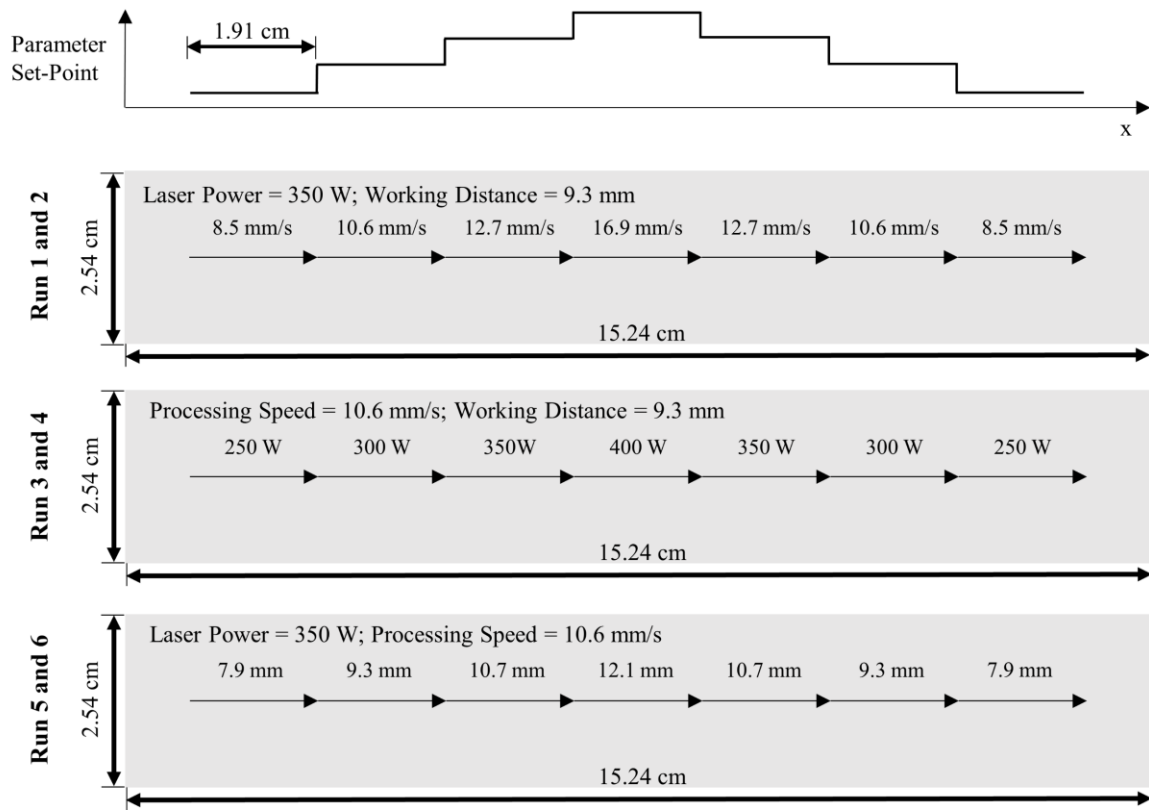 1.91 cm
Parameter
Set-Point
x
Run 1 and 2
2.54 cm
Laser Power = 350 W; Working Distance = 9.3 mm
8.5 mm/s 10.6 mm/s 12.7 mm/s 16.9 mm/s 12.7 mm/s 10.6 mm/s 8.5 mm/s
15.24 cm
Run 3 and 4
2.54 cm
Processing Speed = 10.6 mm/s; Working Distance = 9.3 mm
250 W 300 W 350W 400 W 350 W 300 W 250 W
15.24 cm
Run 5 and 6
2.54 cm
Laser Power = 350 W; Processing Speed = 10.6 mm/s
7.9 mm 9.3 mm 10.7 mm 12.1 mm 10.7 mm 9.3 mm 7.9 mm
15.24 cm